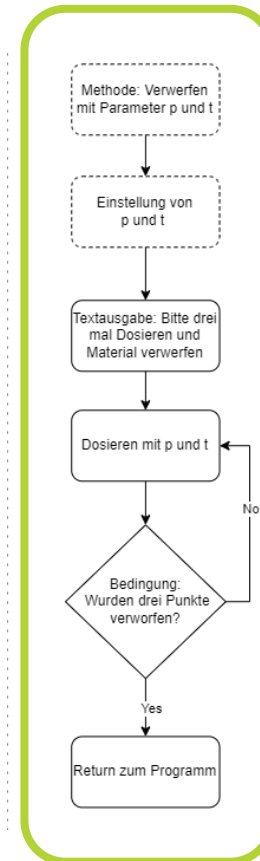 Methode: Verwerfen
mit Parameter p und t
Einstellung von
p und t
Textausgabe: Bitte drei
mal Dosieren und
Material verwerfen
Dosieren mit p und t
No
Bedingung:
Wurden drei Punkte
verworfen?
Yes
Return zum Programm